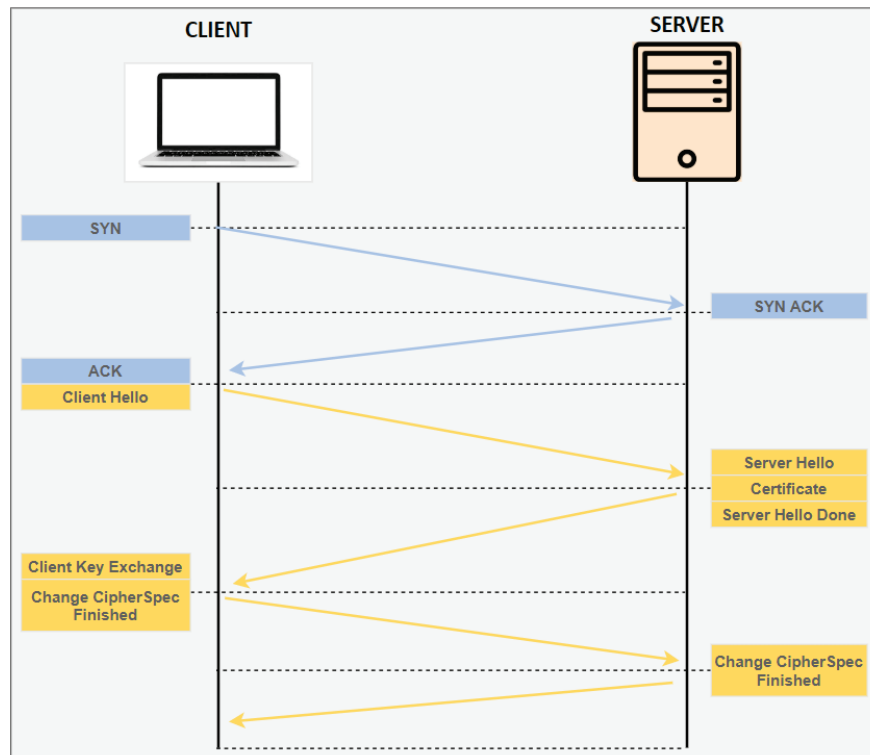 CLIENT
SERVER
SYN
SYN ACK
ACK
Client Hello
Server Hello
Certificate
Server Hello Done
Client Key Exchange
Change CipherSpec
Finished
Change CipherSpec
Finished